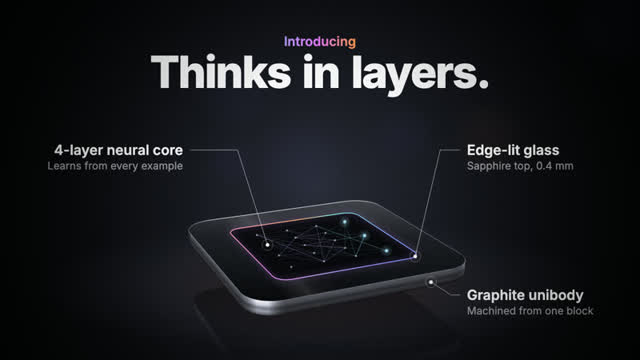 Introducing
Thinks in layers.
4-layer neural core
Learns from every example
Edge-lit glass
Sapphire top, 0.4 mm
Graphite unibody
Machined from one block